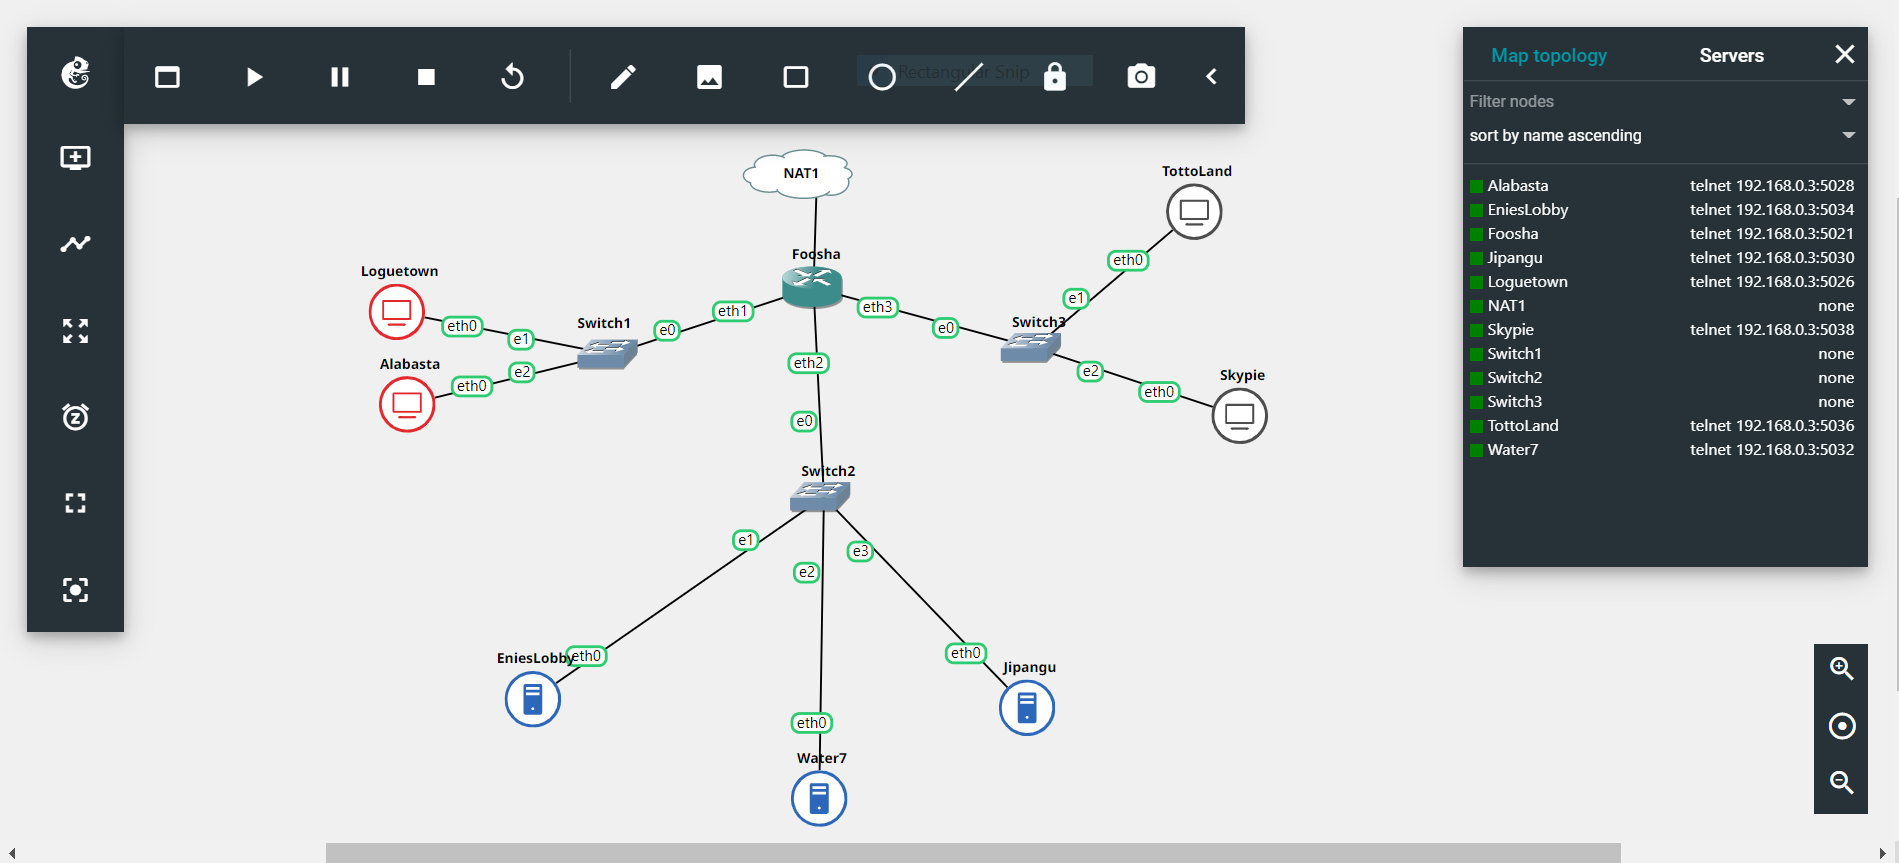 Rectangular Snip
Map topology
Servers
Filter nodes
sort by name ascending
Alabasta telnet 192.168.0.3:5028
EniesLobby telnet 192.168.0.3:5034
Foosha telnet 192.168.0.3:5021
Jipangu telnet 192.168.0.3:5030
Loguetown telnet 192.168.0.3:5026
NAT1 none
Skypie telnet 192.168.0.3:5038
Switch1 none
Switch2 none
Switch3 none
TottoLand telnet 192.168.0.3:5036
Water7 telnet 192.168.0.3:5032
NAT1
TottoLand
Foosha
eth0
Loguetown
e1
eth3
eth1
Switch3
Switch1
eth0
e0
e0
e1
Alabasta
eth2
e2
e2
Skypie
eth0
eth0
e0
Switch2
e1
e3
e2
eth0
EniesLobby
eth0
Jipangu
eth0
Water7